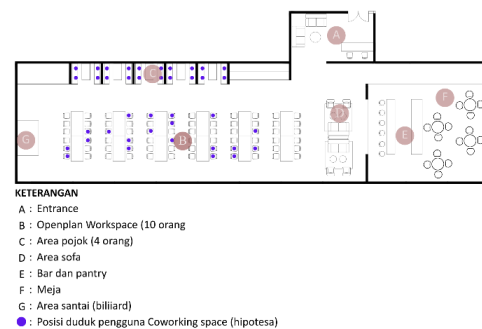 A
C
F
D
E
G
B
KETERANGAN
A : Entrance
B : Openplan Workspace (10 orang
C : Area pojok (4 orang)
D : Area sofa
E : Bar dan pantry
F : Meja
G : Area santai (biliiard)
: Posisi duduk pengguna Coworking space (hipotesa)